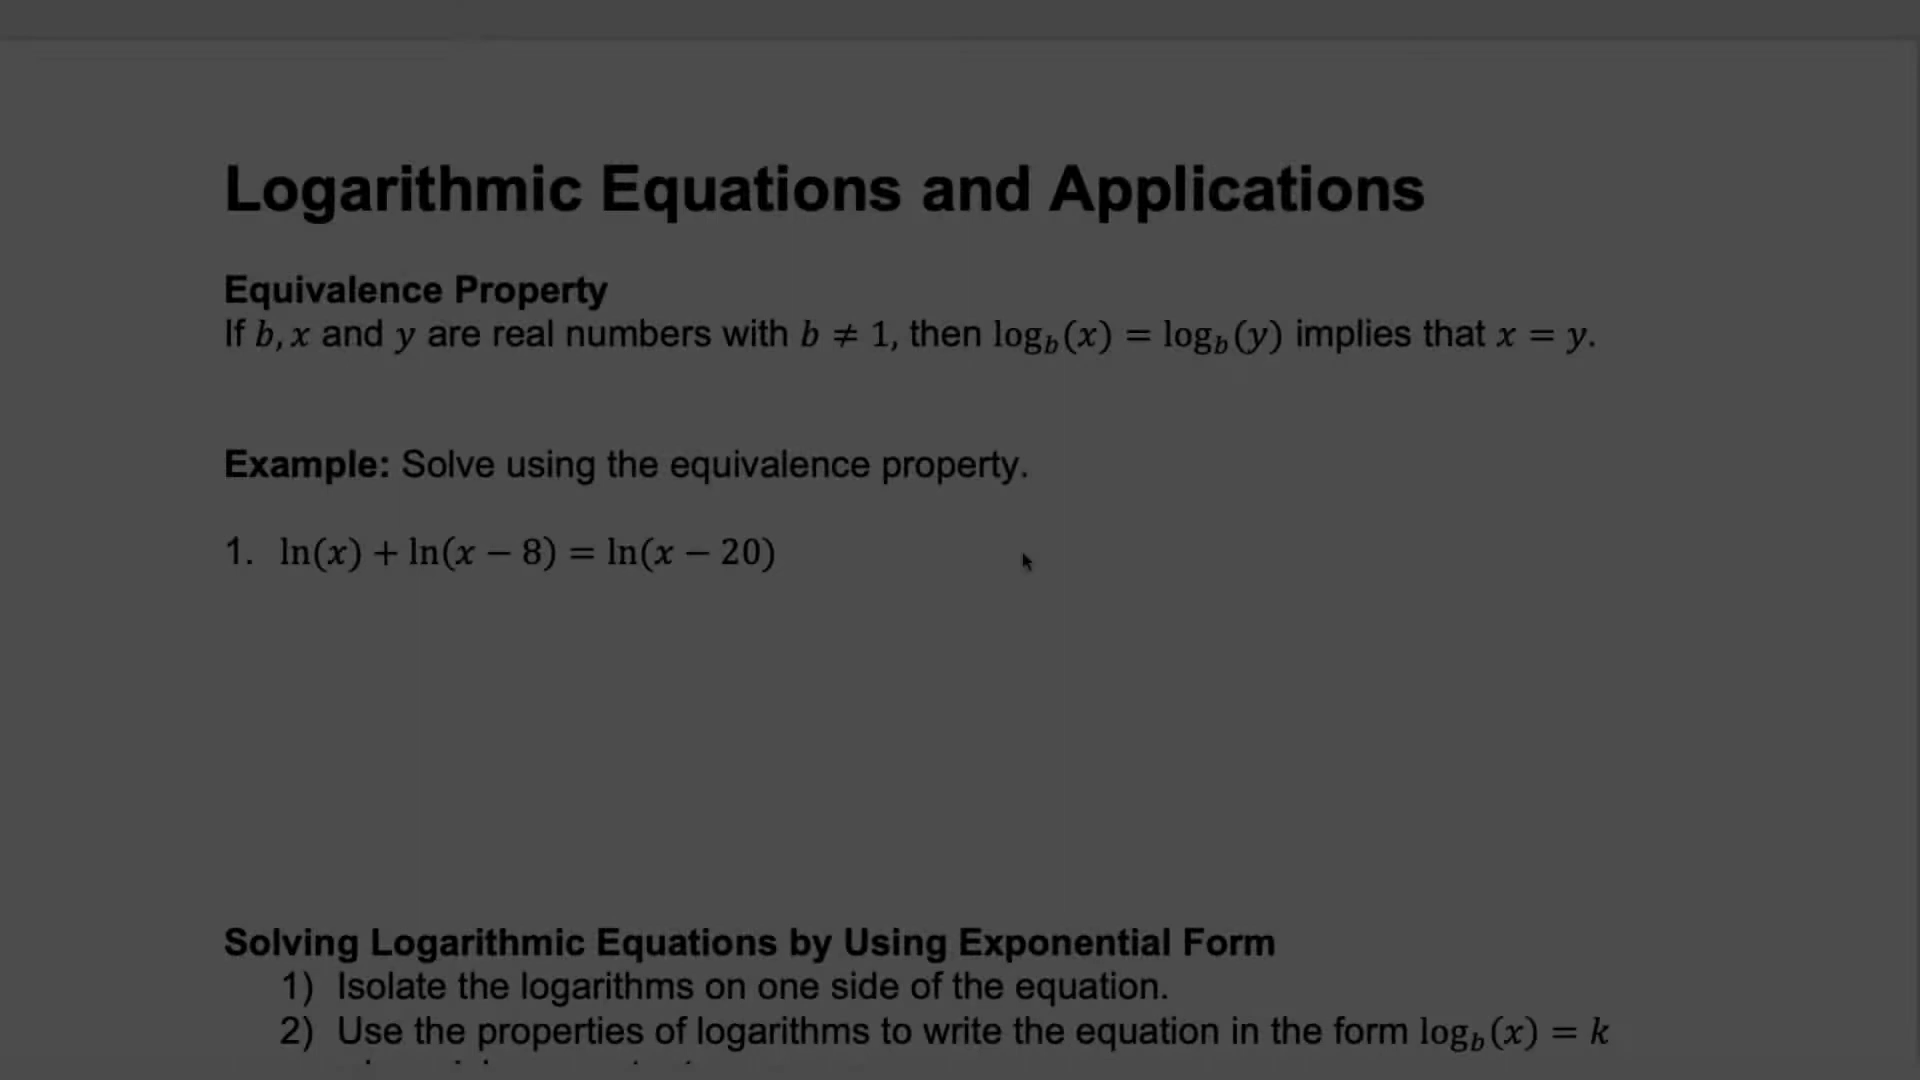 Logarithmic Equations and Applications
Equivalence Property
If b, x and y are real numbers with b ≠ 1, then log_b(x) = log_b(y) implies that x = y.
Example: Solve using the equivalence property.
1. ln(x) + ln(x − 8) = ln(x − 20)
Solving Logarithmic Equations by Using Exponential Form
1) Isolate the logarithms on one side of the equation.
2) Use the properties of logarithms to write the equation in the form log_b(x) = k